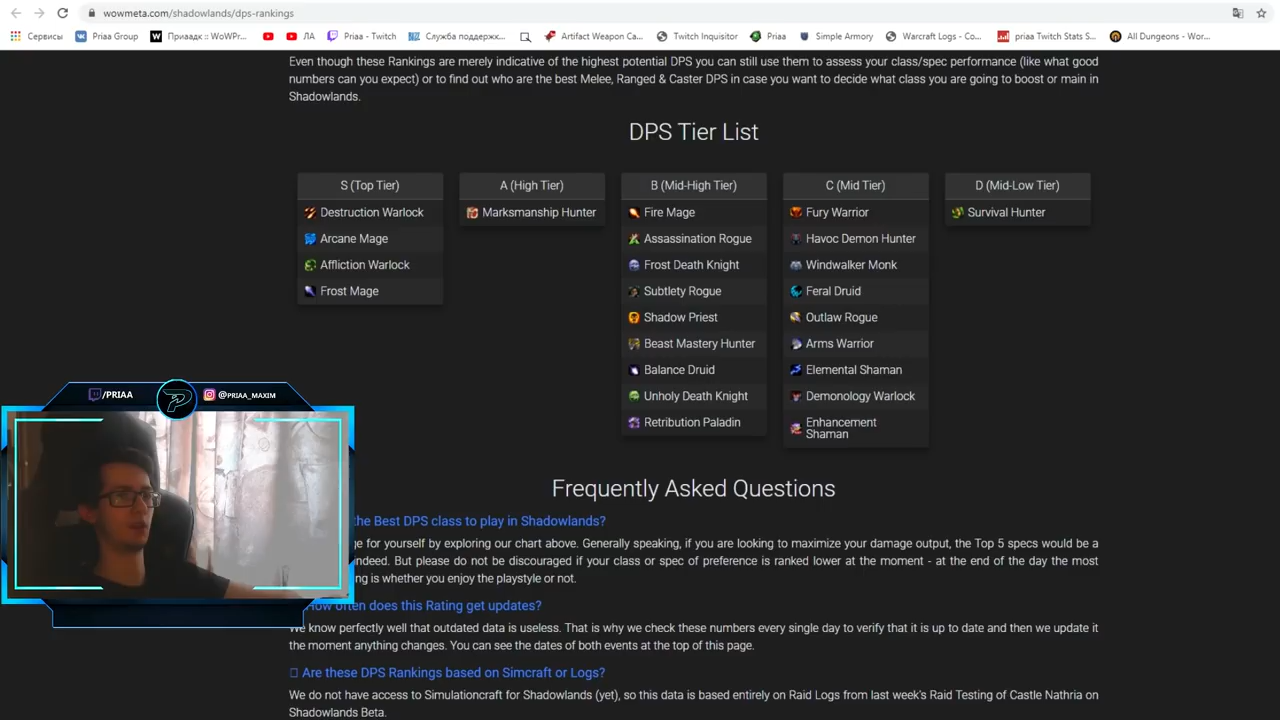 wowmeta.com/shadowlands/dps-rankings
Сервисы
Priaa Group
Приаадк :: WoWPr...
ЛА
Priaa - Twitch
Служба поддержк...
Artifact Weapon Ca...
Twitch Inquisitor
Priaa
Simple Armory
Warcraft Logs - Co...
priaa Twitch Stats S...
All Dungeons - Wor...
Even though these Rankings are merely indicative of the highest potential DPS you can still use them to assess your class/spec performance (like what good
numbers can you expect) or to find out who are the best Melee, Ranged & Caster DPS in case you want to decide what class you are going to boost or main in
Shadowlands.
DPS Tier List
S (Top Tier)
Destruction Warlock
Arcane Mage
Affliction Warlock
Frost Mage
A (High Tier)
Marksmanship Hunter
B (Mid-High Tier)
Fire Mage
Assassination Rogue
Frost Death Knight
Subtlety Rogue
Shadow Priest
Beast Mastery Hunter
Balance Druid
Unholy Death Knight
Retribution Paladin
C (Mid Tier)
Fury Warrior
Havoc Demon Hunter
Windwalker Monk
Feral Druid
Outlaw Rogue
Arms Warrior
Elemental Shaman
Demonology Warlock
Enhancement
Shaman
D (Mid-Low Tier)
Survival Hunter
/PRIAA
@PRIAA_MAXIM
Frequently Asked Questions
the Best DPS class to play in Shadowlands?
ge for yourself by exploring our chart above. Generally speaking, if you are looking to maximize your damage output, the Top 5 specs would be a
indeed. But please do not be discouraged if your class or spec of preference is ranked lower at the moment - at the end of the day the most
ng is whether you enjoy the playstyle or not.
How often does this Rating get updates?
We know perfectly well that outdated data is useless. That is why we check these numbers every single day to verify that it is up to date and then we update it
the moment anything changes. You can see the dates of both events at the top of this page.
Are these DPS Rankings based on Simcraft or Logs?
We do not have access to Simulationcraft for Shadowlands (yet), so this data is based entirely on Raid Logs from last week's Raid Testing of Castle Nathria on
Shadowlands Beta.